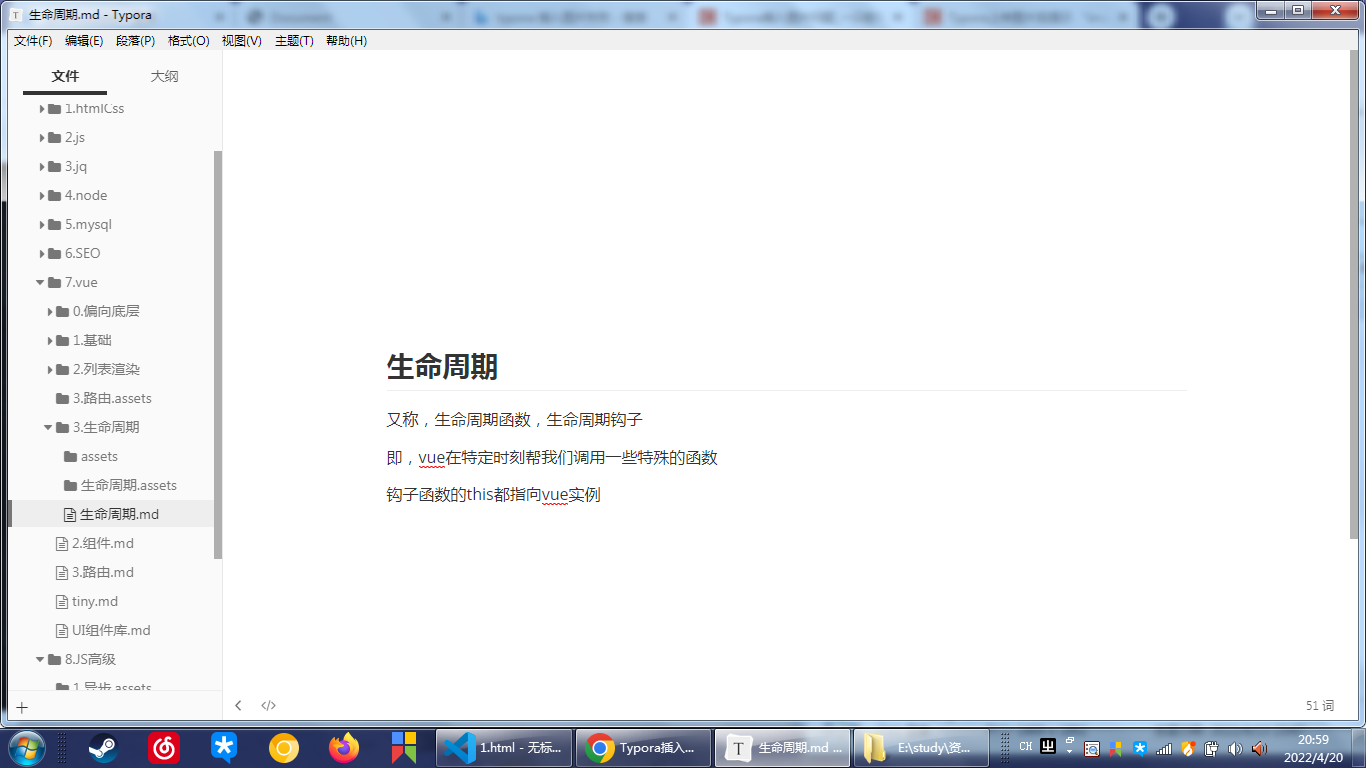 生命周期.md - Typora
文件(F) 编辑(E) 段落(P) 格式(O) 视图(V) 主题(T) 帮助(H)
文件 大纲
1.htmlCss
2.js
3.jq
4.node
5.mysql
6.SEO
7.vue
0.偏向底层
1.基础
2.列表渲染
3.路由.assets
3.生命周期
assets
生命周期.assets
生命周期.md
2.组件.md
3.路由.md
tiny.md
UI组件库.md
8.JS高级
1.异步.assets
生命周期
又称，生命周期函数，生命周期钩子
即，vue在特定时刻帮我们调用一些特殊的函数
钩子函数的this都指向vue实例
51 词
1.html - 无标...
Typora插入...
生命周期.md ...
E:\study\资...
CH
20:59
2022/4/20